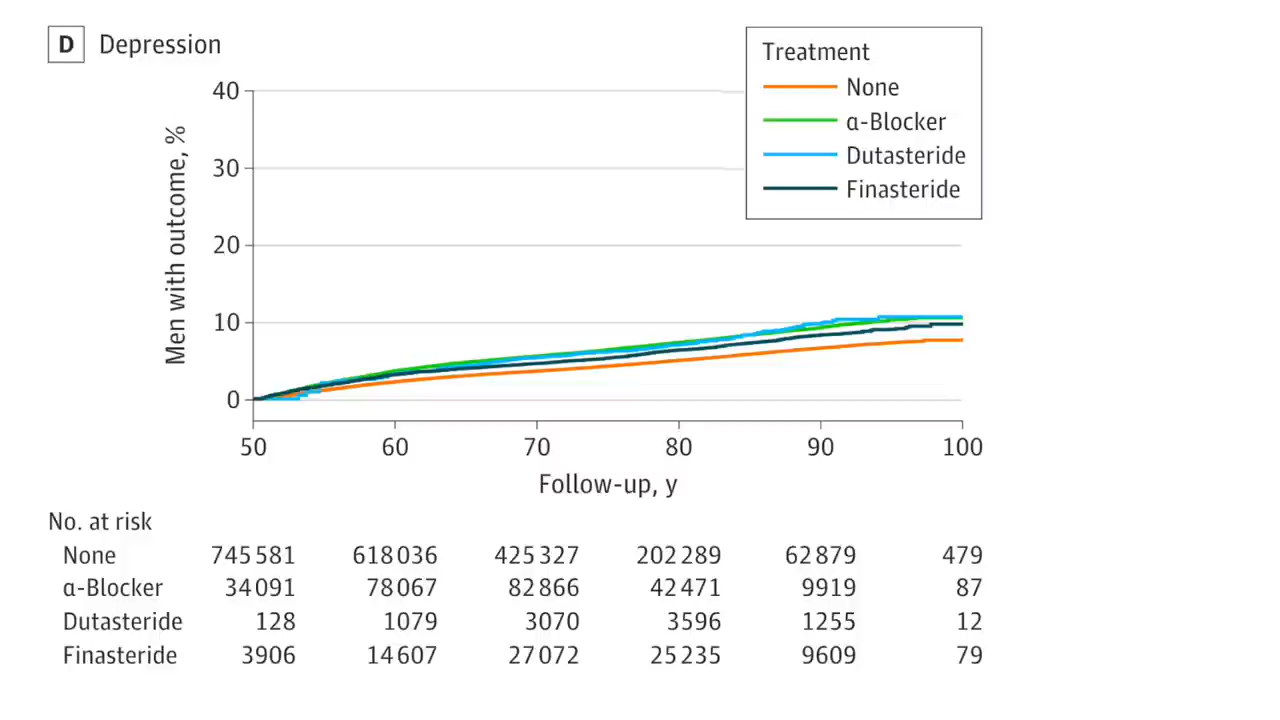 D Depression
Treatment
None
α-Blocker
Dutasteride
Finasteride
Men with outcome, %
40
30
20
10
0
50 60 70 80 90 100
Follow-up, y
No. at risk
None 745 581 618 036 425 327 202 289 62 879 479
α-Blocker 34 091 78 067 82 866 42 471 9919 87
Dutasteride 128 1079 3070 3596 1255 12
Finasteride 3906 14 607 27 072 25 235 9609 79